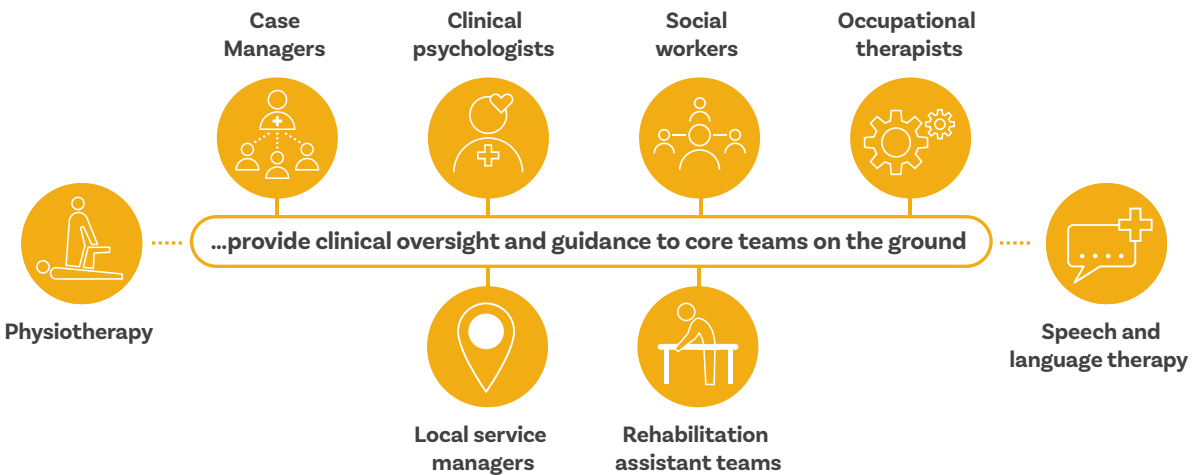 Case
Managers
Clinical
psychologists
Social
workers
Occupational
therapists
...provide clinical oversight and guidance to core teams on the ground
Physiotherapy
Speech and
language therapy
Local service
managers
Rehabilitation
assistant teams